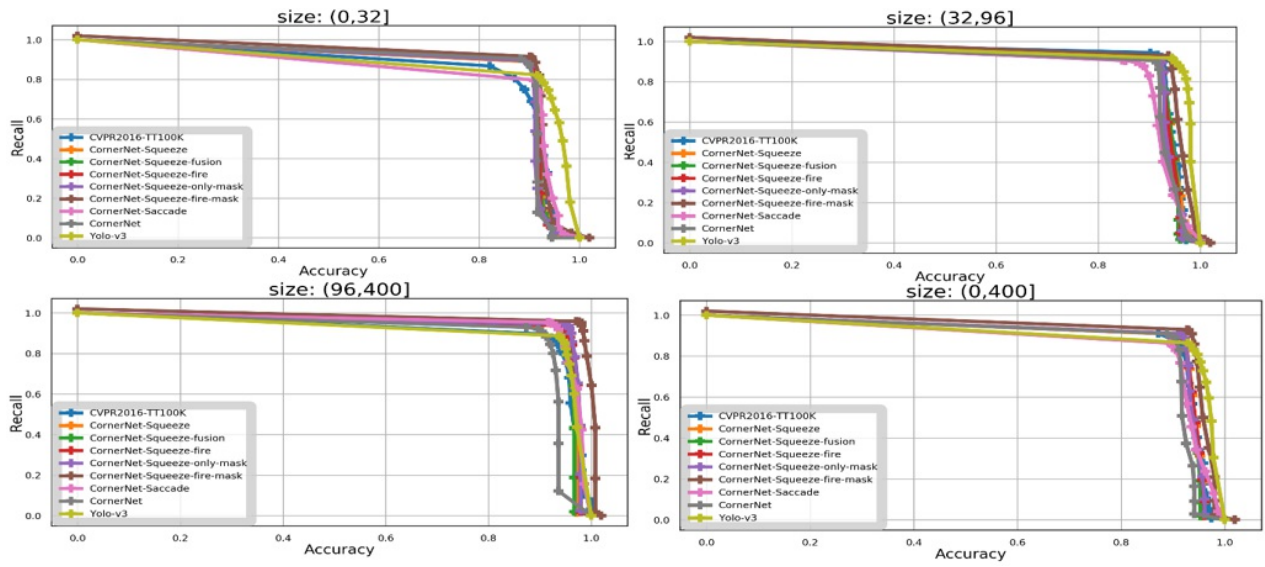 size: (0,32]
1.0
0.8
0.6
0.4
0.2
0.0
Recall
CVPR2016-TT100K
CornerNet-Squeeze
CornerNet-Squeeze-fusion
CornerNet-Squeeze-fire
CornerNet-Squeeze-only-mask
CornerNet-Squeeze-fire-mask
CornerNet-Saccade
CornerNet
Yolo-v3
0.0 0.2 0.4 0.6 0.8 1.0
Accuracy
size: (32,96]
1.0
0.8
0.6
0.4
0.2
0.0
Recall
CVPR2016-TT100K
CornerNet-Squeeze
CornerNet-Squeeze-fusion
CornerNet-Squeeze-fire
CornerNet-Squeeze-only-mask
CornerNet-Squeeze-fire-mask
CornerNet-Saccade
CornerNet
Yolo-v3
0.0 0.2 0.4 0.6 0.8 1.0
Accuracy
size: (96,400]
1.0
0.8
0.6
0.4
0.2
0.0
Recall
CVPR2016-TT100K
CornerNet-Squeeze
CornerNet-Squeeze-fusion
CornerNet-Squeeze-fire
CornerNet-Squeeze-only-mask
CornerNet-Squeeze-fire-mask
CornerNet-Saccade
CornerNet
Yolo-v3
0.0 0.2 0.4 0.6 0.8 1.0
Accuracy
size: (0,400]
1.0
0.8
0.6
0.4
0.2
0.0
Recall
CVPR2016-TT100K
CornerNet-Squeeze
CornerNet-Squeeze-fusion
CornerNet-Squeeze-fire
CornerNet-Squeeze-only-mask
CornerNet-Squeeze-fire-mask
CornerNet-Saccade
CornerNet
Yolo-v3
0.0 0.2 0.4 0.6 0.8 1.0
Accuracy